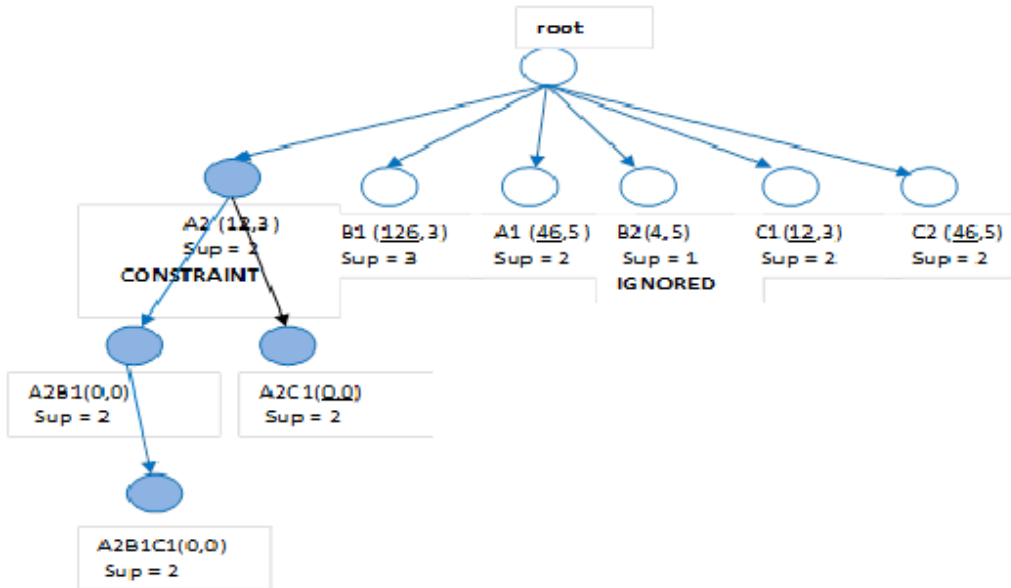 root
A2 (12,3)
Sup = 2
CONSTRAINT
B1 (126,3)
Sup = 3
A1 (46,5)
Sup = 2
B2(4,5)
Sup = 1
IGNORED
C1(12,3)
Sup = 2
C2 (46,5)
Sup = 2
A2B1(0,0)
Sup = 2
A2C1(0,0)
Sup = 2
A2B1C1(0,0)
Sup = 2